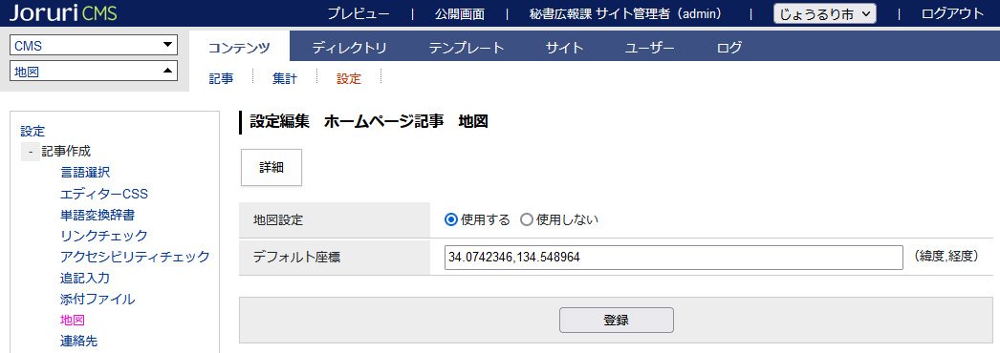 Joruri CMS
プレビュー | 公開画面 | 秘書広報課 サイト管理者（admin） | じょうるり市 | ログアウト
CMS
地図
コンテンツ ディレクトリ テンプレート サイト ユーザー ログ
記事 集計 設定
設定
- 記事作成
言語選択
エディターCSS
単語変換辞書
リンクチェック
アクセシビリティチェック
追記入力
添付ファイル
地図
連絡先
設定編集　ホームページ記事　地図
詳細
地図設定 使用する 使用しない
デフォルト座標 34.0742346,134.548964 （緯度,経度）
登録